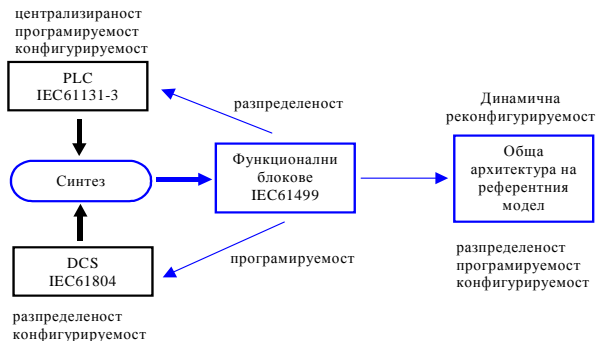 централизираност
програмируемост
конфигурируемост
PLC
IEC61131-3
разпределеност
Динамична
реконфигурируемост
Синтез
Функционални
блокове
IEC61499
Обща
архитектура на
референтния
модел
DCS
IEC61804
програмируемост
разпределеност
програмируемост
конфигурируемост
разпределеност
конфигурируемост